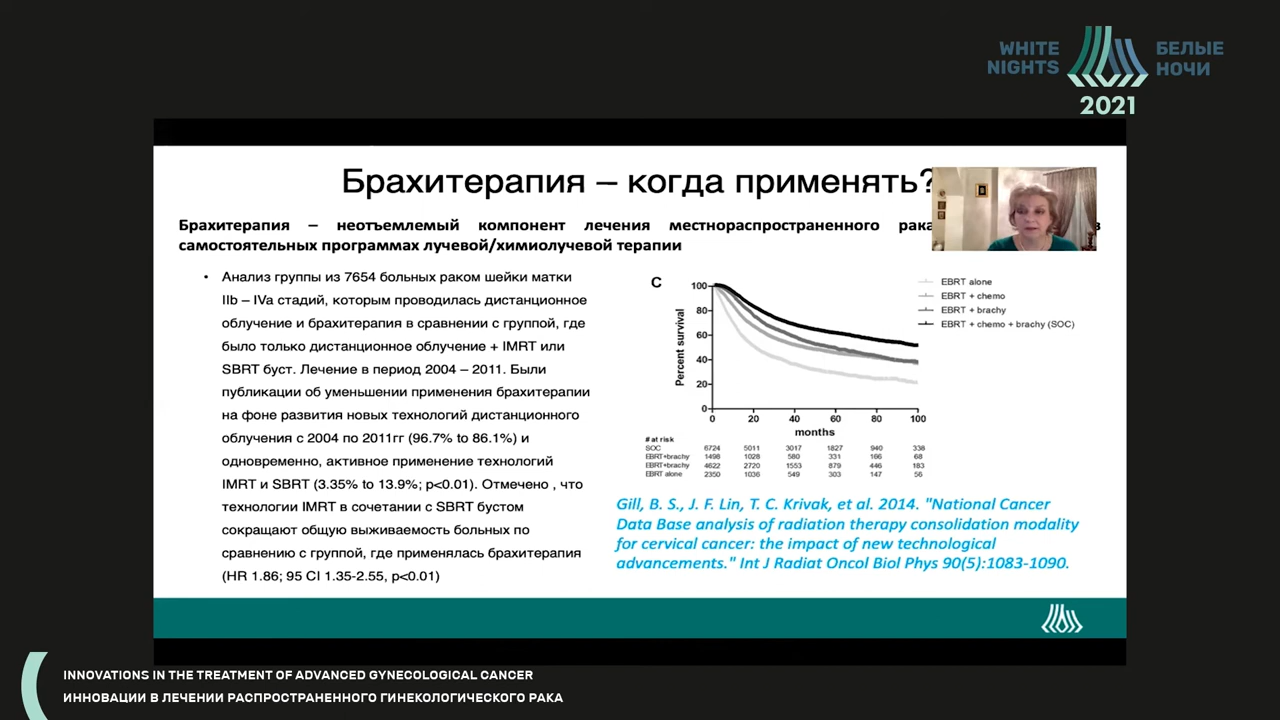 WHITE NIGHTS
БЕЛЫЕ НОЧИ
2021
Брахитерапия – когда применять?
Брахитерапия – неотъемлемый компонент лечения местнораспространенного рака в
самостоятельных программах лучевой/химиолучевой терапии
• Анализ группы из 7654 больных раком шейки матки
IIb – IVa стадий, которым проводилась дистанционное
облучение и брахитерапия в сравнении с группой, где
было только дистанционное облучение + IMRT или
SBRT буст. Лечение в период 2004 – 2011. Были
публикации об уменьшении применения брахитерапии
на фоне развития новых технологий дистанционного
облучения с 2004 по 2011гг (96.7% to 86.1%) и
одновременно, активное применение технологий
IMRT и SBRT (3.35% to 13.9%; p<0.01). Отмечено , что
технологии IMRT в сочетании с SBRT бустом
сокращают общую выживаемость больных по
сравнению с группой, где применялась брахитерапия
(HR 1.86; 95 CI 1.35-2.55, p<0.01)
C
Percent survival
100
80
60
40
20
0
0 20 40 60 80 100
months
EBRT alone
EBRT + chemo
EBRT + brachy
EBRT + chemo + brachy (SOC)
# at risk
SOC 6724 5011 3017 1827 940 338
EBRT+brachy 1498 1028 580 331 166 68
EBRT+brachy 4622 2720 1553 879 446 183
EBRT alone 2350 1036 549 303 147 56
Gill, B. S., J. F. Lin, T. C. Krivak, et al. 2014. "National Cancer
Data Base analysis of radiation therapy consolidation modality
for cervical cancer: the impact of new technological
advancements." Int J Radiat Oncol Biol Phys 90(5):1083-1090.
INNOVATIONS IN THE TREATMENT OF ADVANCED GYNECOLOGICAL CANCER
ИННОВАЦИИ В ЛЕЧЕНИИ РАСПРОСТРАНЕННОГО ГИНЕКОЛОГИЧЕСКОГО РАКА